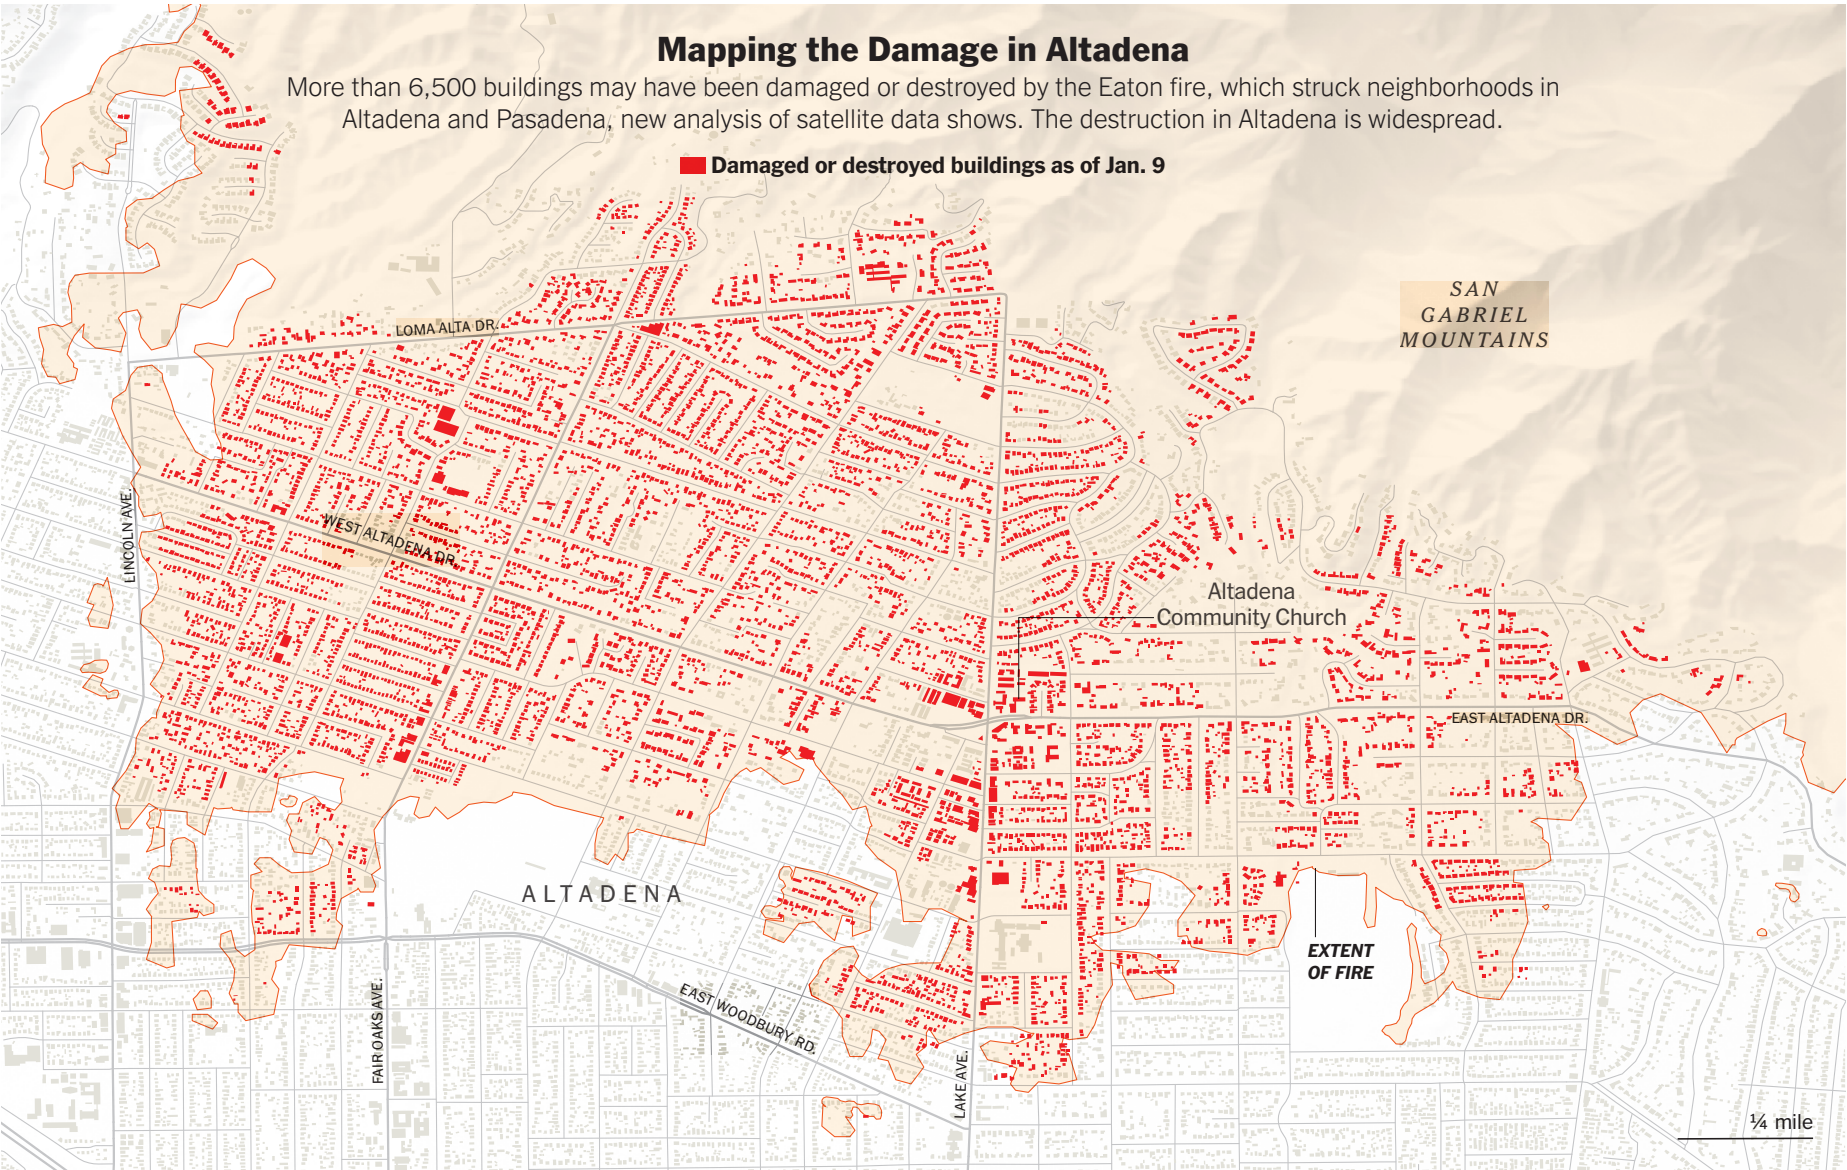 Mapping the Damage in Altadena
More than 6,500 buildings may have been damaged or destroyed by the Eaton fire, which struck neighborhoods in
Altadena and Pasadena, new analysis of satellite data shows. The destruction in Altadena is widespread.
Damaged or destroyed buildings as of Jan. 9
SAN
GABRIEL
MOUNTAINS
LOMA ALTA DR.
LINCOLN AVE.
WEST ALTADENA DR.
Altadena
Community Church
EAST ALTADENA DR.
ALTADENA
EXTENT
OF FIRE
FAIR OAKS AVE.
EAST WOODBURY RD.
LAKE AVE.
¼ mile